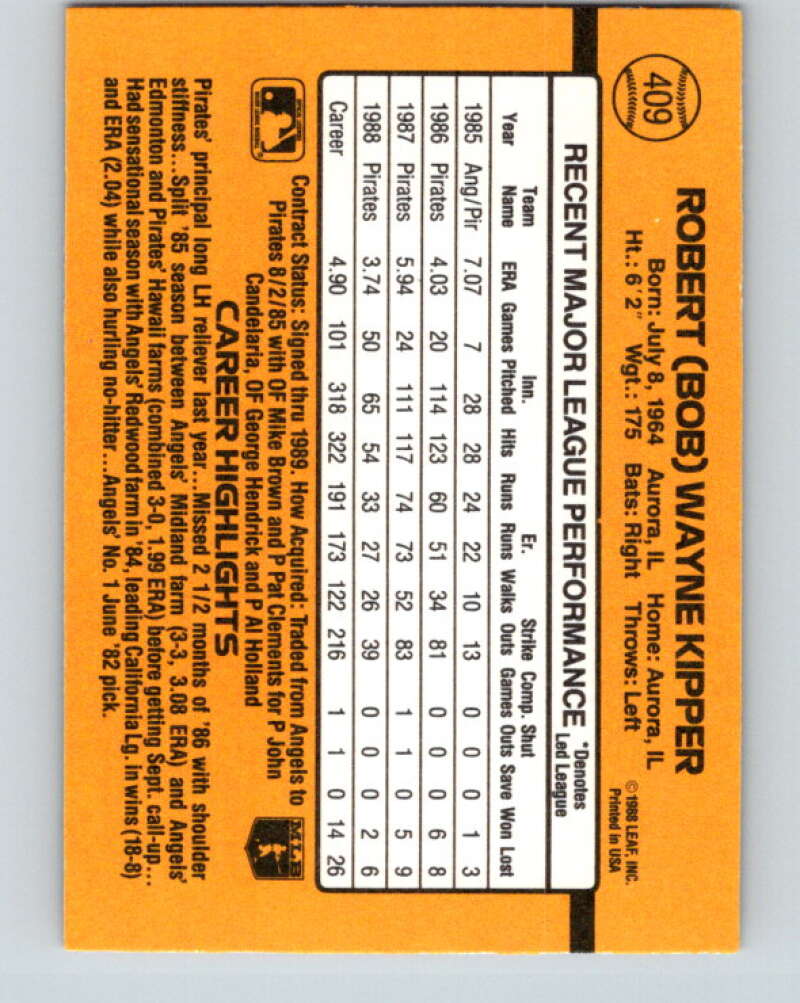 409
ROBERT (BOB) WAYNE KIPPER
Born: July 8, 1964 Aurora, IL Home: Aurora, IL
Ht.: 6'2" Wgt.: 175 Bats: Right Throws: Left
©1988 LEAF, INC.
Printed in USA
RECENT MAJOR LEAGUE PERFORMANCE *Denotes Led League
Year Team Name ERA Games Inn. Pitched Hits Runs Er. Runs Walks Strike Outs Comp. Games Shut Outs Save Won Lost
1985 Ang/Pir 7.07 7 28 28 24 22 10 13 0 0 0 1 3
1986 Pirates 4.03 20 114 123 60 51 34 81 0 0 0 6 8
1987 Pirates 5.94 24 111 117 74 73 52 83 1 1 0 5 9
1988 Pirates 3.74 50 65 54 33 27 26 39 0 0 0 2 6
Career 4.90 101 318 322 191 173 122 216 1 1 0 14 26
Contract Status: Signed thru 1989. How Acquired: Traded from Angels to
Pirates 8/2/85 with OF Mike Brown and P Pat Clements for P John
Candelaria, OF George Hendrick and P Al Holland
MLB
CAREER HIGHLIGHTS
Pirates' principal long LH reliever last year...Missed 2 1/2 months of '86 with shoulder
stiffness...Split '85 season between Angels' Midland farm (3-3, 3.08 ERA) and Angels'
Edmonton and Pirates' Hawaii farms (combined 3-0, 1.99 ERA) before getting Sept. call-up...
Had sensational season with Angels' Redwood farm in '84, leading California Lg. in wins (18-8)
and ERA (2.04) while also hurling no-hitter...Angels' No. 1 June '82 pick.